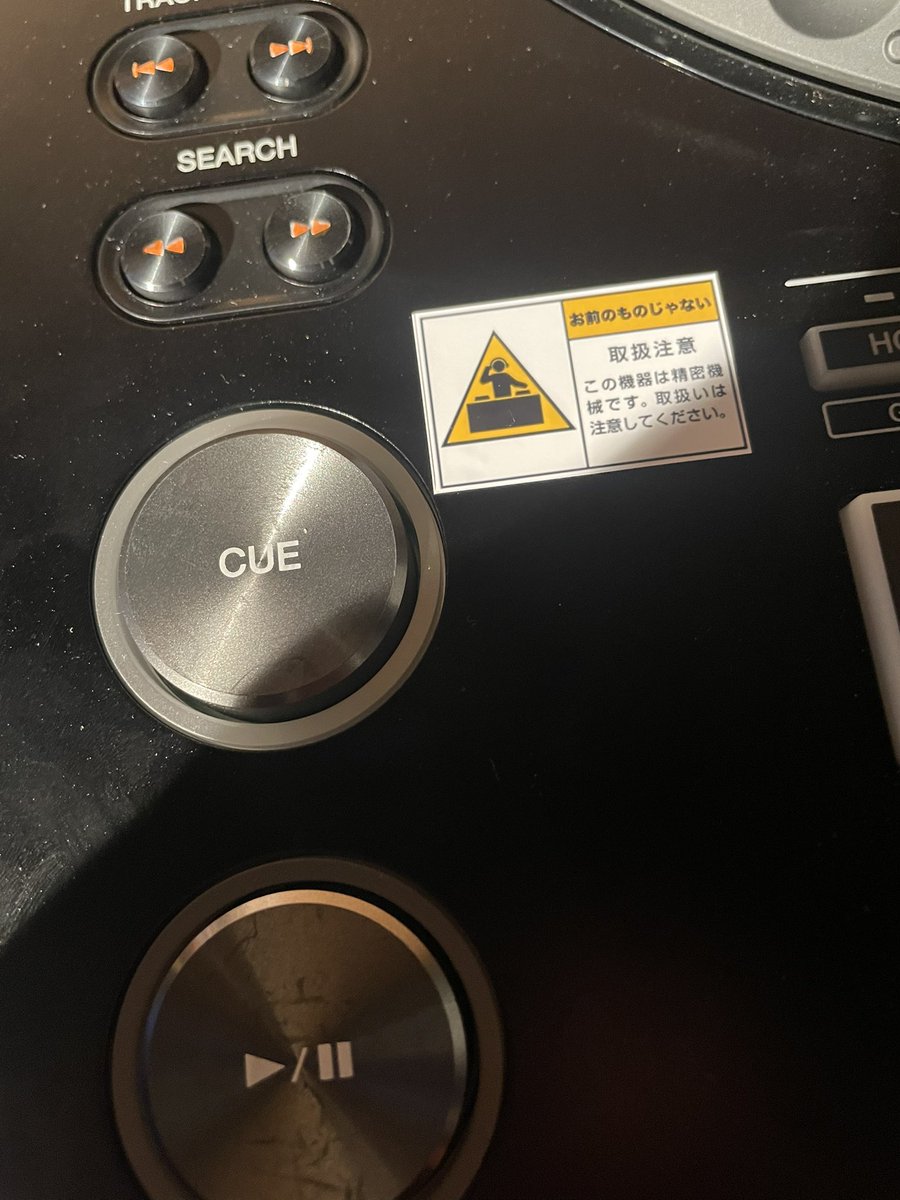 SEARCH
お前のものじゃない
取扱注意
この機器は精密機
械です。取扱いは
注意してください。
CUE